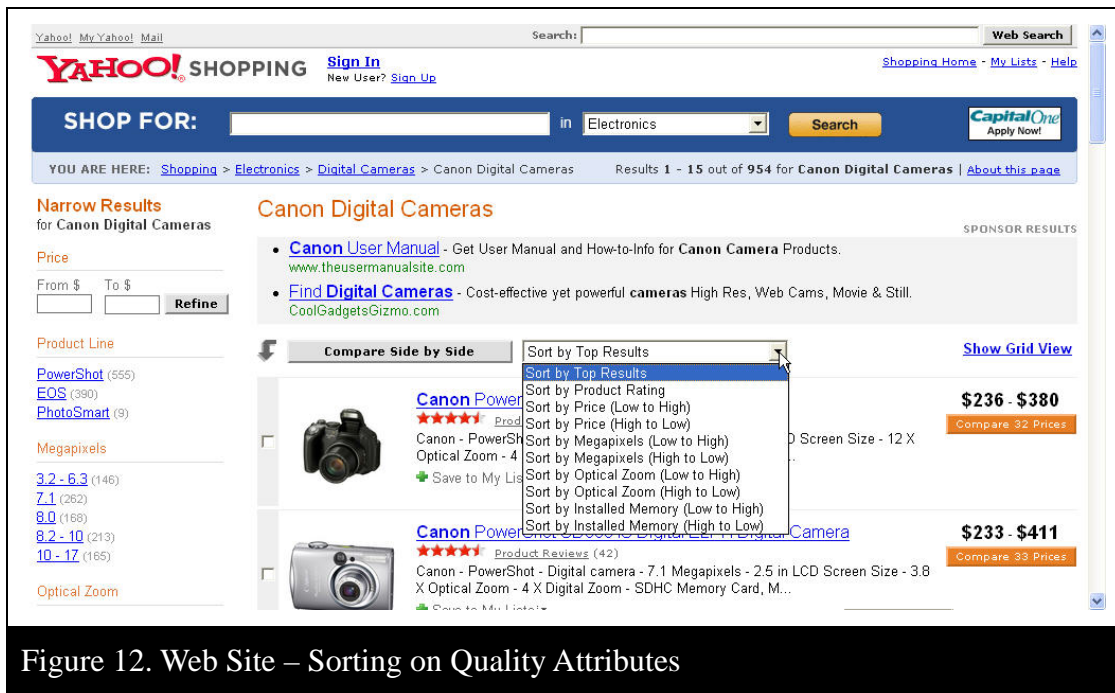 Yahoo! My Yahoo! Mail Search: Web Search
YAHOO! SHOPPING Sign In
New User? Sign Up
Shopping Home - My Lists - Help
SHOP FOR: in Electronics Search
CapitalOne
Apply Now!
YOU ARE HERE: Shopping > Electronics > Digital Cameras > Canon Digital Cameras Results 1 - 15 out of 954 for Canon Digital Cameras | About this page
Narrow Results
for Canon Digital Cameras
Price
From $ To $
Refine
Product Line
PowerShot (555)
EOS (390)
PhotoSmart (9)
Megapixels
3.2 - 6.3 (146)
7.1 (262)
8.0 (168)
8.2 - 10 (213)
10 - 17 (165)
Optical Zoom
Canon Digital Cameras
SPONSOR RESULTS
Canon User Manual - Get User Manual and How-to-Info for Canon Camera Products.
www.theusermanualsite.com
Find Digital Cameras - Cost-effective yet powerful cameras High Res, Web Cams, Movie & Still.
CoolGadgetsGizmo.com
Compare Side by Side Sort by Top Results Show Grid View
Sort by Top Results
Sort by Product Rating
Sort by Price (Low to High)
Sort by Price (High to Low)
Sort by Megapixels (Low to High)
Sort by Megapixels (High to Low)
Sort by Optical Zoom (Low to High)
Sort by Optical Zoom (High to Low)
Sort by Installed Memory (Low to High)
Sort by Installed Memory (High to Low)
Canon Power
Prod
Canon - PowerSh D Screen Size - 12 X
Optical Zoom - 4 ..
Save to My Lis
$236 - $380
Compare 32 Prices
Canon PowerShot Digital Camera
Product Reviews (42)
Canon - PowerShot - Digital camera - 7.1 Megapixels - 2.5 in LCD Screen Size - 3.8
X Optical Zoom - 4 X Digital Zoom - SDHC Memory Card, M...
Save to My Lists
$233 - $411
Compare 33 Prices
Figure 12. Web Site – Sorting on Quality Attributes